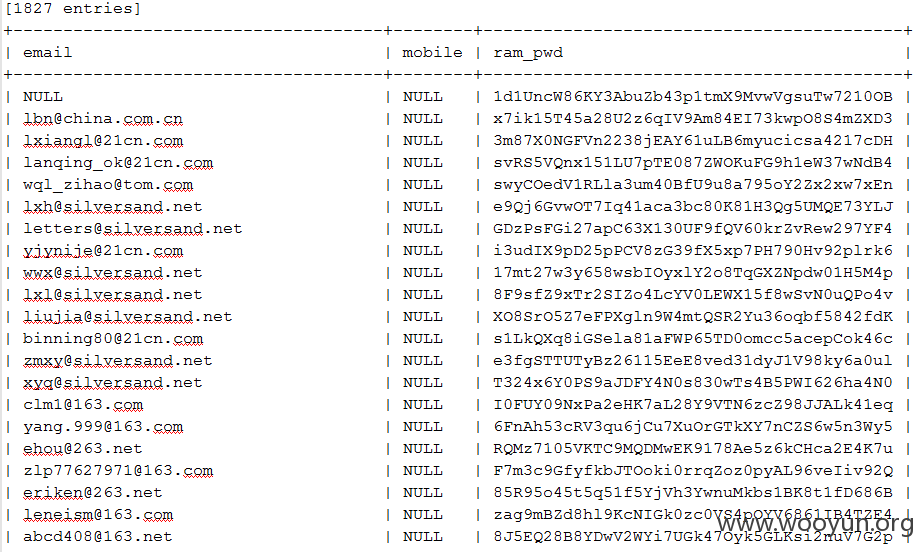 [1827 entries]
| email | mobile | ram_pwd |
| NULL | NULL | 1d1UncW86KY3AbuZb43p1tmX9MvwVgsuTw7210OB |
| lbn@china.com.cn | NULL | x7ik15T45a28U2z6qIV9Am84EI73kwpO8S4mZXD3 |
| lxiangl@21cn.com | NULL | 3m87X0NGFVn2238jEAY61uLB6myucicsa4217cDH |
| lanqing_ok@21cn.com | NULL | svRS5VQnx151LU7pTE087ZWOKuFG9h1eW37wNdB4 |
| wql_zihao@tom.com | NULL | swyCOedV1RLla3um40BfU9u8a795oY2Zx2xw7xEn |
| lxh@silversand.net | NULL | e9Qj6GvwOT7Iq41aca3bc80K81H3Qg5UMQE73YLJ |
| letters@silversand.net | NULL | GDzPsFGi27apC63X130UF9fQV60krZvRew297YF4 |
| yjynije@21cn.com | NULL | i3udIX9pD25pPCV8zG39fX5xp7PH790Hv92plrk6 |
| wwx@silversand.net | NULL | 17mt27w3y658wsbIOyxlY2o8TqGXZNpdw01H5M4p |
| lxl@silversand.net | NULL | 8F9sfZ9xTr2SIZo4LcYV0LEWX15f8wSvN0uQPo4v |
| liujia@silversand.net | NULL | XO8SrO5Z7eFPXgln9W4mtQSR2Yu36oqbf5842fdK |
| binning80@21cn.com | NULL | s1LkQXq8iGSela81aFWP65TD0omcc5acepCok46c |
| zmxy@silversand.net | NULL | e3fgSTTUTyBz26115EeE8ved31dyJ1V98ky6a0ul |
| xyq@silversand.net | NULL | T324x6Y0PS9aJDFY4N0s830wTs4B5PWI626ha4N0 |
| clm1@163.com | NULL | I0FUY09NxPa2eHK7aL28Y9VTN6zcZ98JJALk41eq |
| yang.999@163.com | NULL | 6FnAh53cRV3qu6jCu7XuOrGTkXY7nCZS6w5n3Wy5 |
| ehou@263.net | NULL | RQMz7105VKTC9MQDMwEK9178Ae5z6kCHca2E4K7u |
| zlp77627971@163.com | NULL | F7m3c9GfyfkbJTOoki0rrqZoz0pyAL96veIiv92Q |
| eriken@263.net | NULL | 85R95o45t5q51f5YjVh3YwnuMkbs1BK8t1fD686B |
| leneism@163.com | NULL | zag9mBZd8hl9KcNIGk0zc0VS4pOYV6861IB4TZE4 |
| abcd408@163.net | NULL | 8J5EQ28B8YDwV2WYi7UGk47Oyk5GLKsi2nuV7G2p |
www.wooyun.org